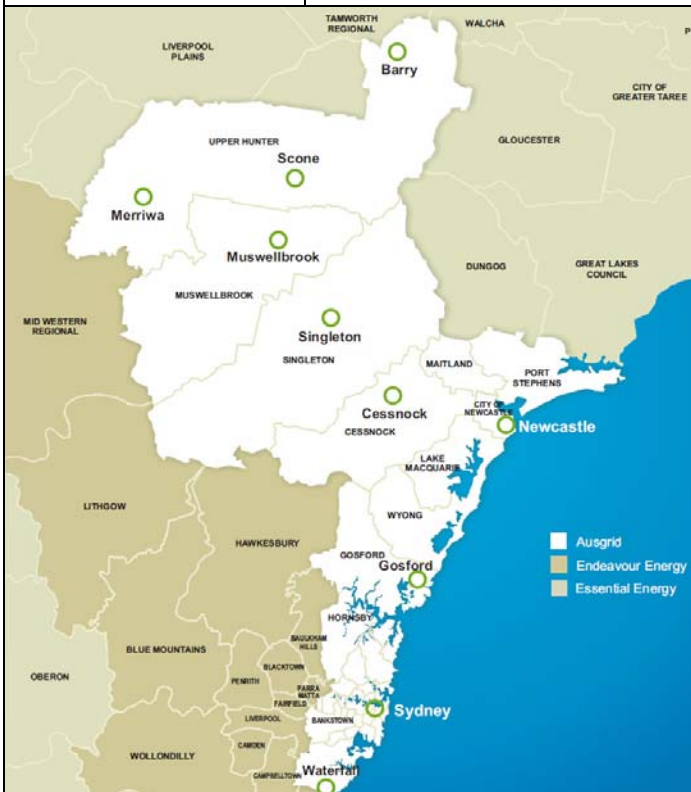 TAMWORTH
REGIONAL
WALCHA
P
LIVERPOOL
PLAINS
Barry
CITY OF
GREATER TAREE
UPPER HUNTER
GLOUCESTER
Scone
Merriwa
Muswellbrook
DUNGOG
GREAT LAKES
COUNCIL
MUSWELLBROOK
MID WESTERN
REGIONAL
Singleton
SINGLETON
MAITLAND
PORT
STEPHENS
Cessnock
CITY OF
NEWCASTLE
Newcastle
CESSNOCK
LAKE
MACQUARIE
LITHGOW
WYONG
HAWKESBURY
Ausgrid
GOSFORD
Gosford
Endeavour Energy
Essential Energy
HORNSBY
BAULKHAM
HILLS
BLUE MOUNTAINS
BLACKTOWN
OBERON
PENRITH
PARRA
MATTA
FAIRFIELD
Sydney
LIVERPOOL
BANKSTOWN
CAMDEN
WOLLONDILLY
Waterfall
CAMPBELLTOWN